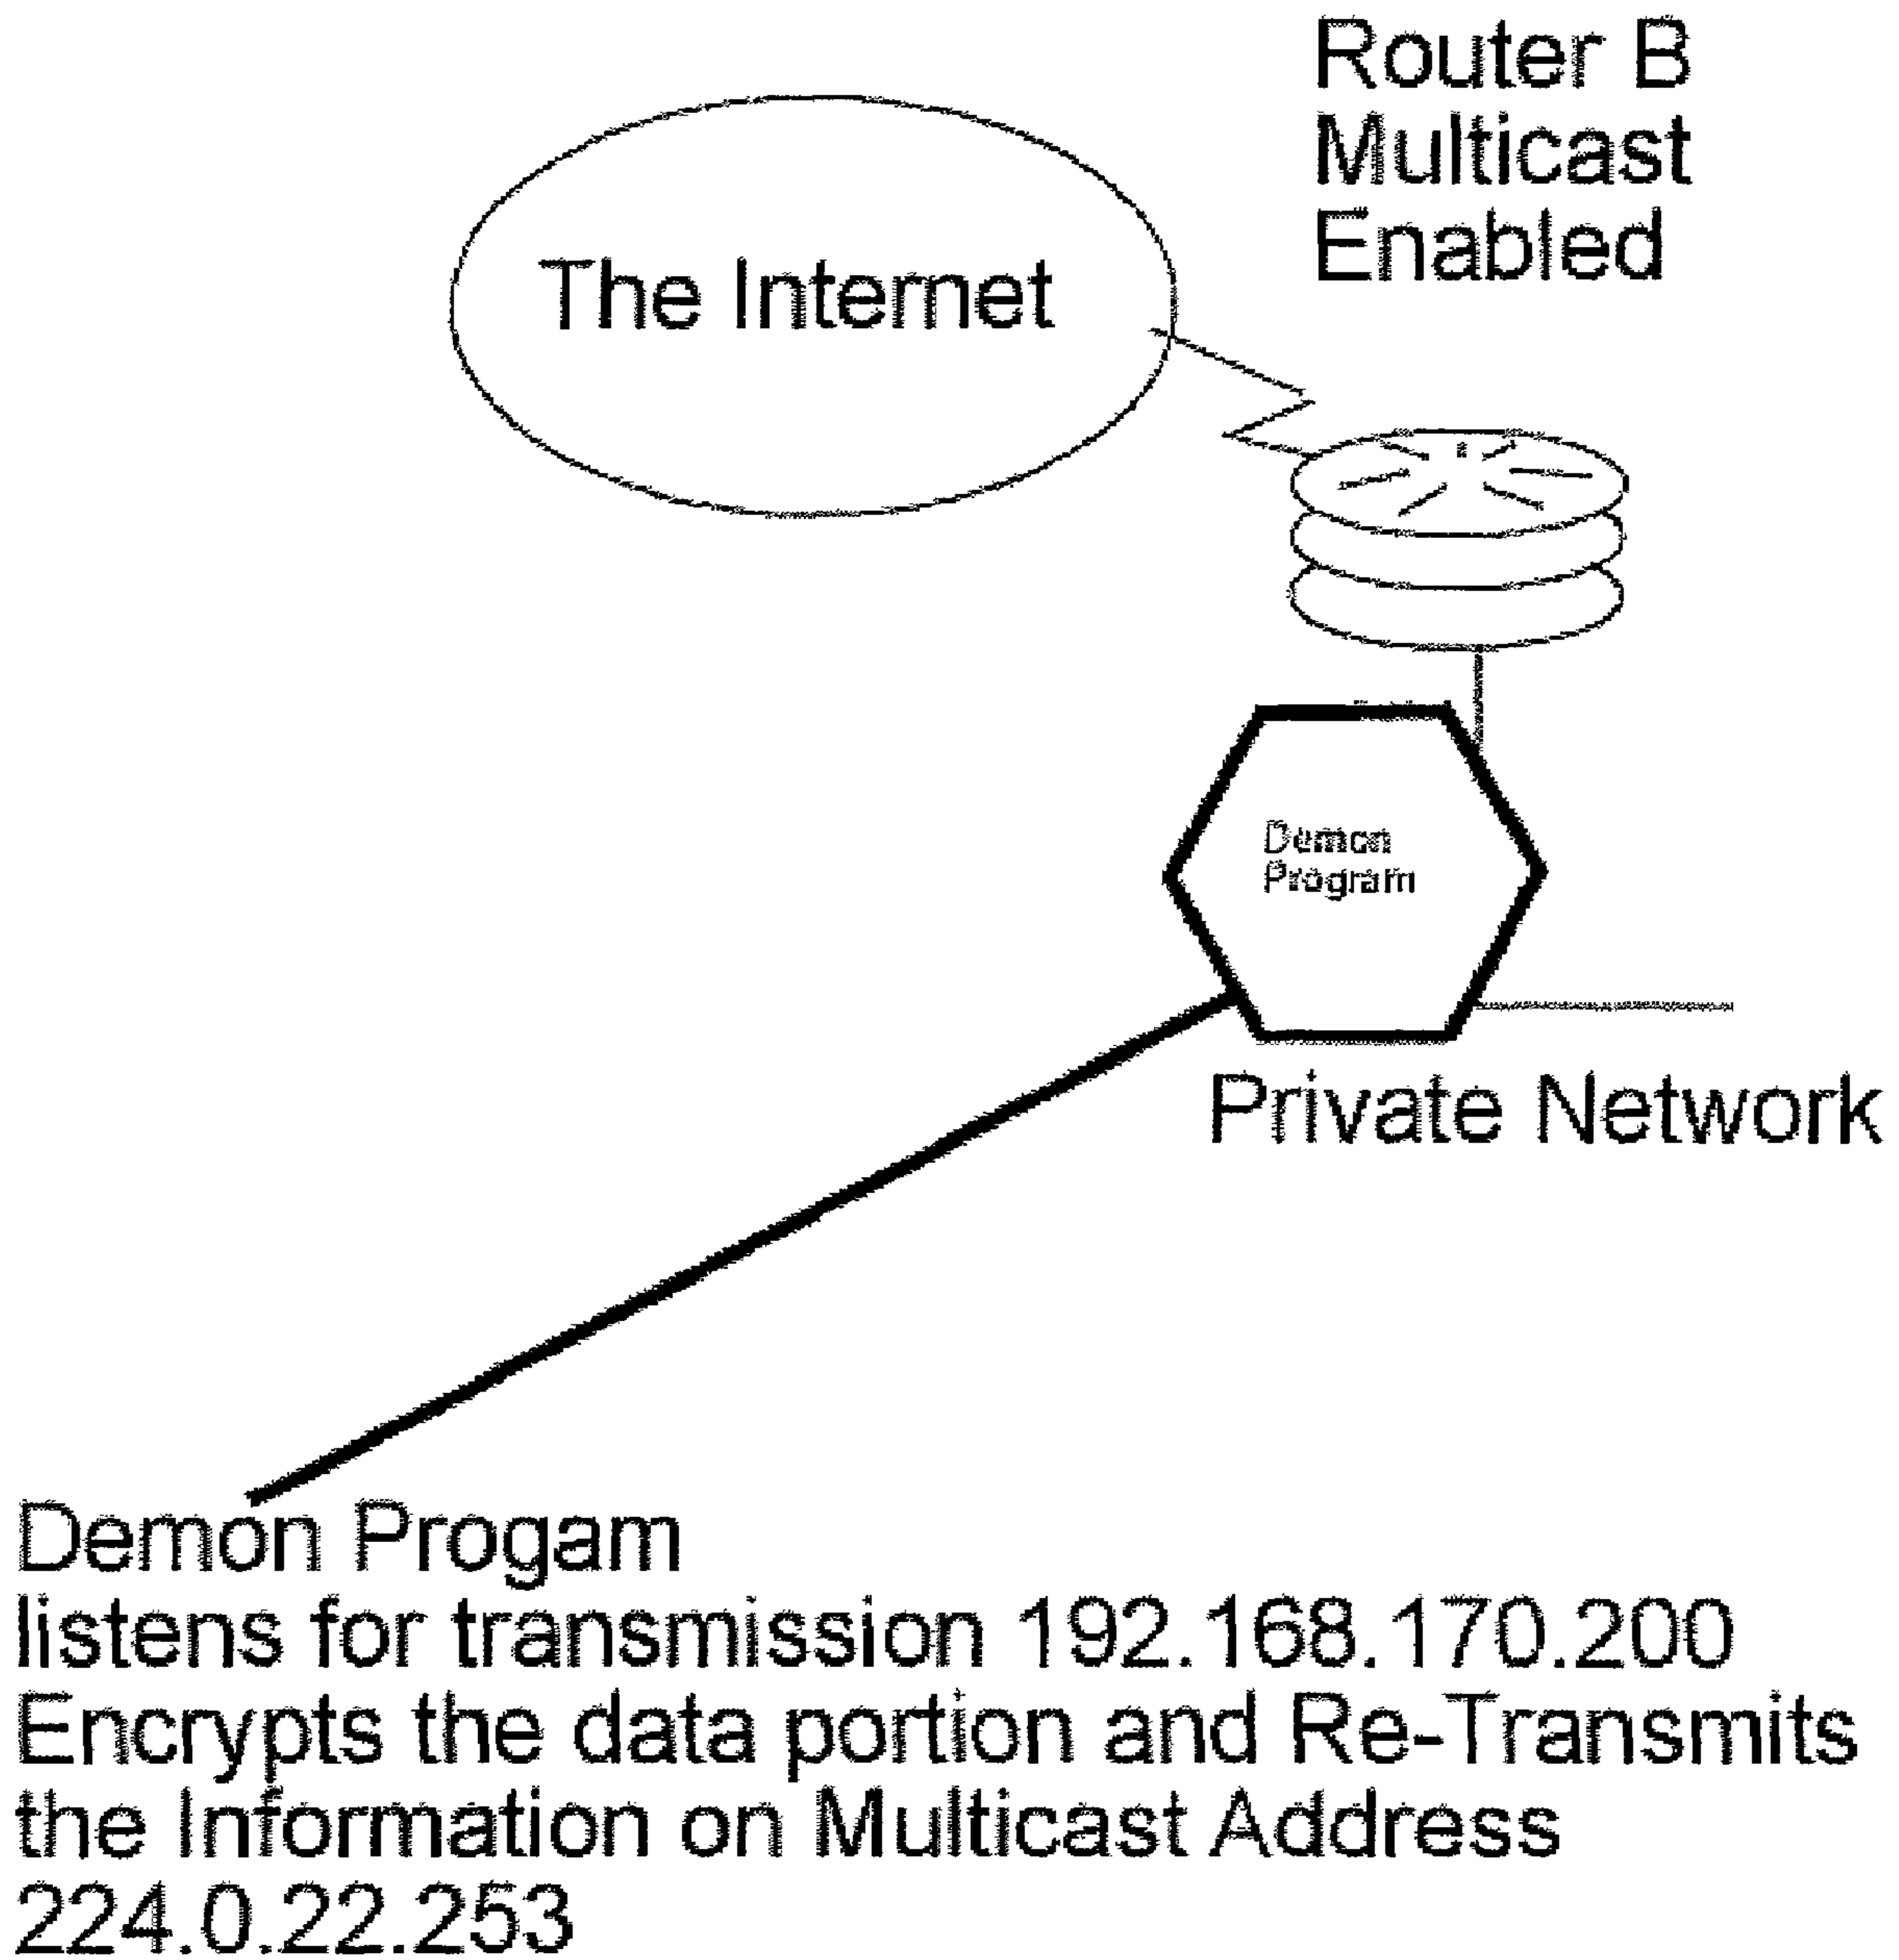 Router B
Multicast
Enabled
The Internet
Demon
Program
Private Network
Demon Progam
listens for transmission 192.168.170.200
Encrypts the data portion and Re-Transmits
the Information on Multicast Address
224.0.22.253